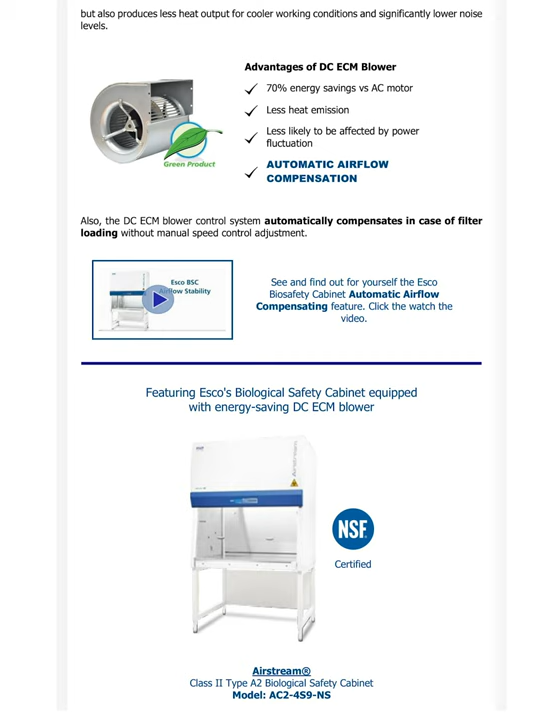 but also produces less heat output for cooler working conditions and significantly lower noise
levels.
Advantages of DC ECM Blower
70% energy savings vs AC motor
Less heat emission
Less likely to be affected by power
fluctuation
AUTOMATIC AIRFLOW
COMPENSATION
Green Product
Also, the DC ECM blower control system automatically compensates in case of filter
loading without manual speed control adjustment.
Esco BSC
Airflow Stability
See and find out for yourself the Esco
Biosafety Cabinet Automatic Airflow
Compensating feature. Click the watch the
video.
Featuring Esco's Biological Safety Cabinet equipped
with energy-saving DC ECM blower
Airstream
NSF.
Certified
Airstream®
Class II Type A2 Biological Safety Cabinet
Model: AC2-4S9-NS